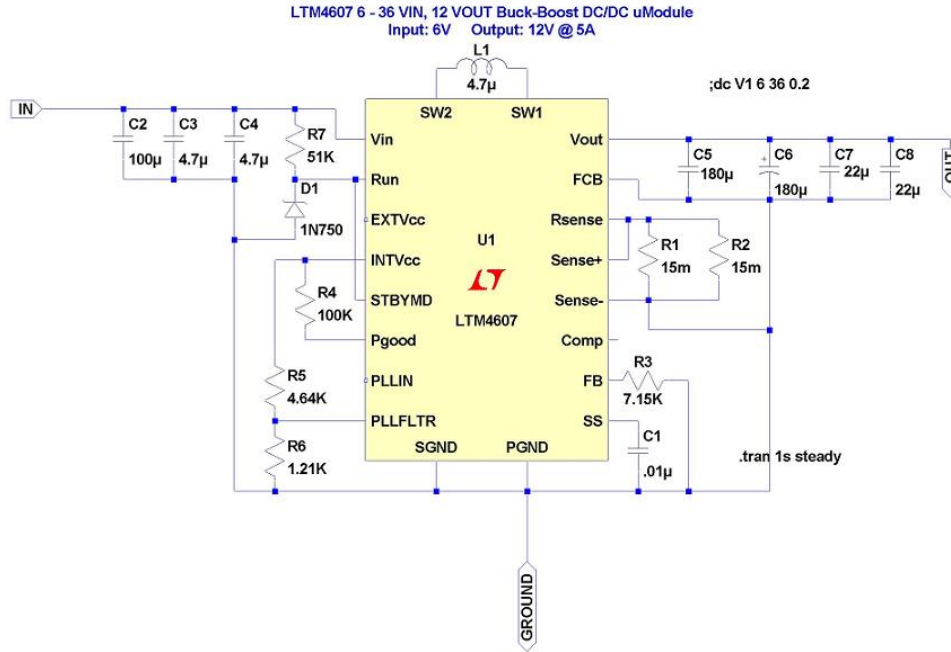 LTM4607 6 - 36 VIN, 12 VOUT Buck-Boost DC/DC uModule
Input: 6V Output: 12V @ 5A
L1
4.7µ
;dc V1 6 36 0.2
IN
SW2
SW1
C2
100µ
C3
4.7µ
C4
4.7µ
R7
51K
Vin
Vout
C5
180µ
C6
+
180µ
C7
22µ
C8
22µ
OUT
Run
FCB
D1
1N750
EXTVcc
Rsense
U1
R1
15m
R2
15m
INTVcc
Sense+
R4
100K
STBYMD
Sense-
LTM4607
Pgood
Comp
R5
4.64K
PLLIN
FB
R3
7.15K
PLLFLTR
SS
R6
1.21K
SGND
PGND
C1
.01µ
.tran 1s steady
GROUND